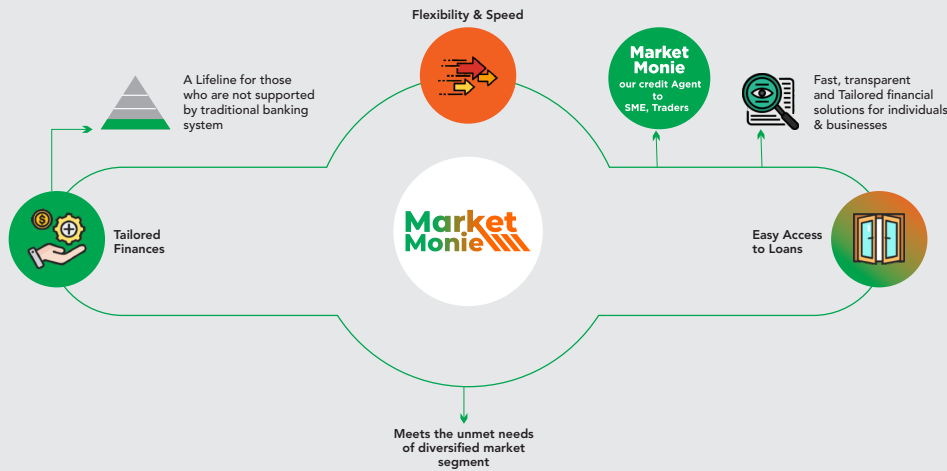 Flexibility & Speed
A Lifeline for those
who are not supported
by traditional banking
system
Market
Monie
our credit Agent
to
SME, Traders
Fast, transparent
and Tailored financial
solutions for individuals
& businesses
Tailored
Finances
Market
Monie
Easy Access
to Loans
Meets the unmet needs
of diversified market
segment